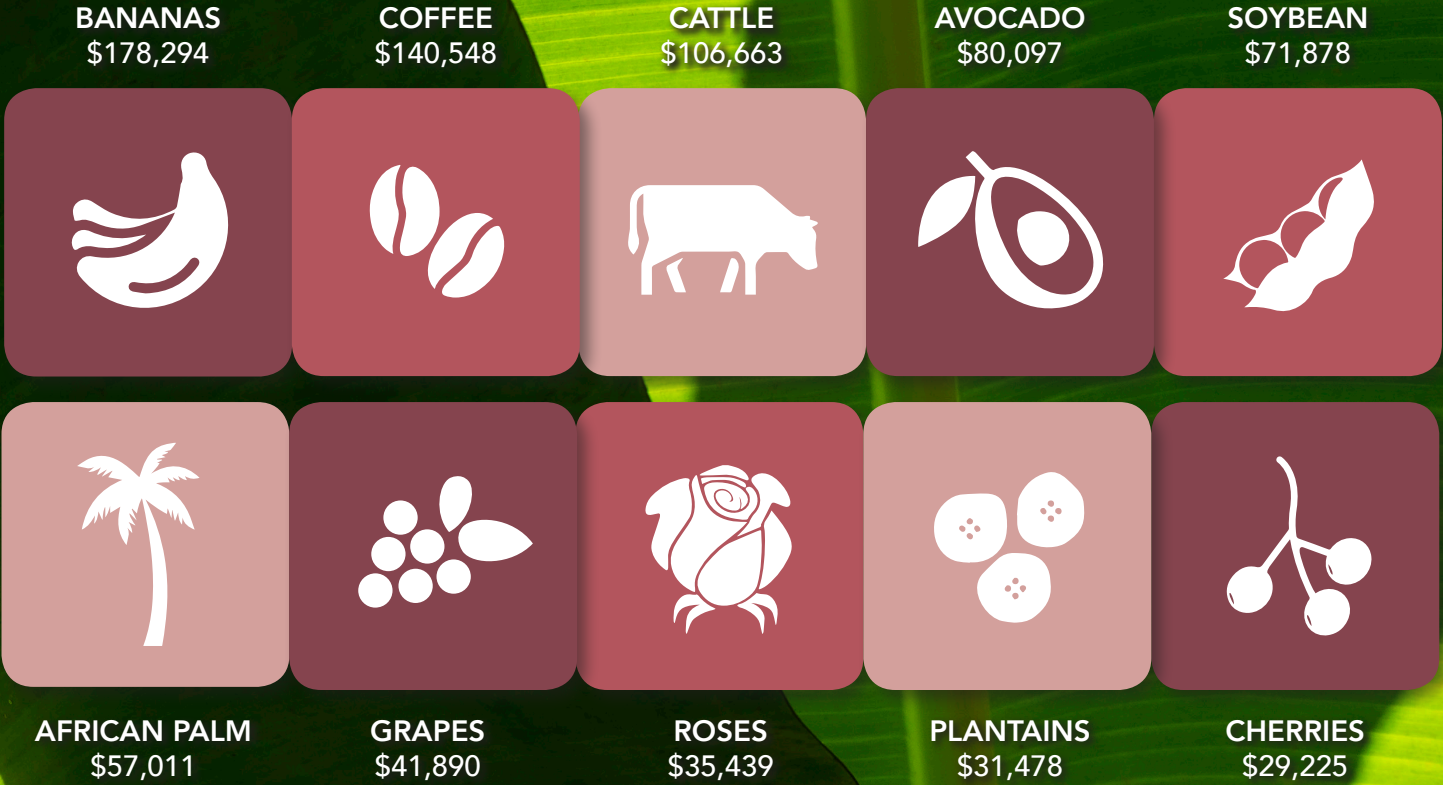 BANANAS
$178,294
COFFEE
$140,548
CATTLE
$106,663
AVOCADO
$80,097
SOYBEAN
$71,878
AFRICAN PALM
$57,011
GRAPES
$41,890
ROSES
$35,439
PLANTAINS
$31,478
CHERRIES
$29,225